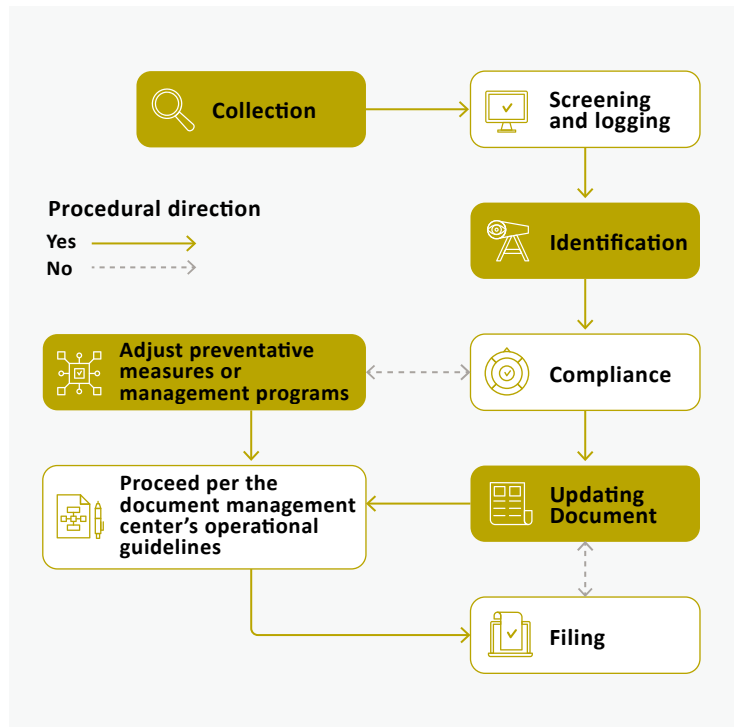 Collection
Screening
and logging
Procedural direction
Yes
No
Identification
Adjust preventative
measures or
management programs
Compliance
Proceed per the
document management
center's operational
guidelines
Updating
Document
Filing